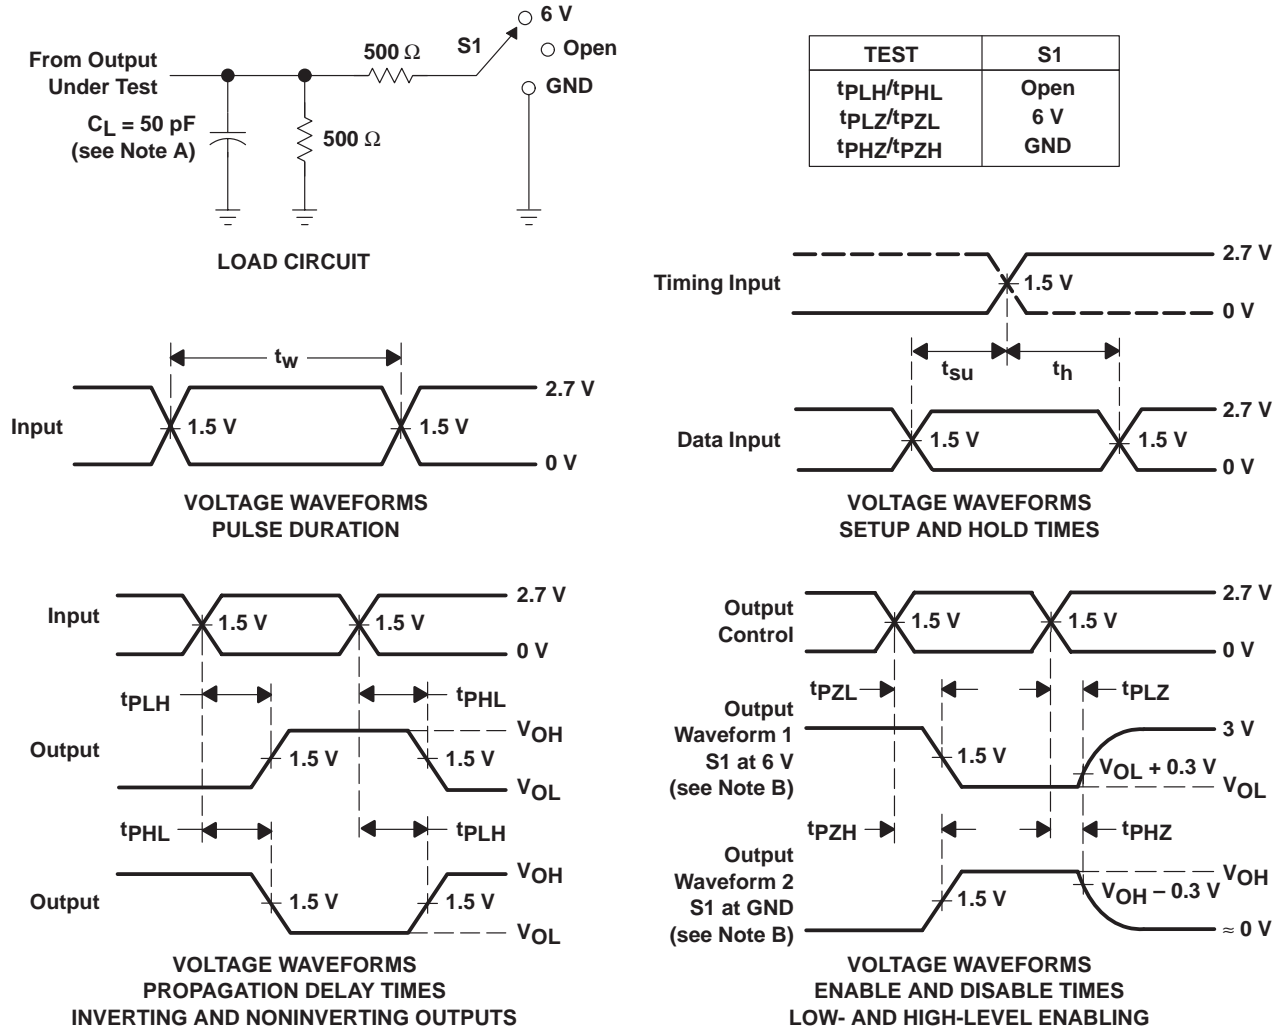 6 V
S1
Open
500 Ω
From Output
Under Test
GND
CL = 50 pF
(see Note A)
500 Ω
LOAD CIRCUIT
TEST S1
tPLH/tPHL Open
tPLZ/tPZL 6 V
tPHZ/tPZH GND
Timing Input
1.5 V
2.7 V
0 V
tsu
th
Data Input
1.5 V
1.5 V
2.7 V
0 V
VOLTAGE WAVEFORMS
SETUP AND HOLD TIMES
tw
Input
1.5 V
1.5 V
2.7 V
0 V
VOLTAGE WAVEFORMS
PULSE DURATION
Input
1.5 V
1.5 V
2.7 V
0 V
tPLH
tPHL
Output
1.5 V
1.5 V
VOH
VOL
tPHL
tPLH
Output
1.5 V
1.5 V
VOH
VOL
VOLTAGE WAVEFORMS
PROPAGATION DELAY TIMES
INVERTING AND NONINVERTING OUTPUTS
Output
Control
1.5 V
1.5 V
2.7 V
0 V
tPZL
tPLZ
Output
Waveform 1
S1 at 6 V
(see Note B)
1.5 V
3 V
VOL + 0.3 V
VOL
tPZH
tPHZ
Output
Waveform 2
S1 at GND
(see Note B)
1.5 V
VOH
VOH – 0.3 V
≈ 0 V
VOLTAGE WAVEFORMS
ENABLE AND DISABLE TIMES
LOW- AND HIGH-LEVEL ENABLING